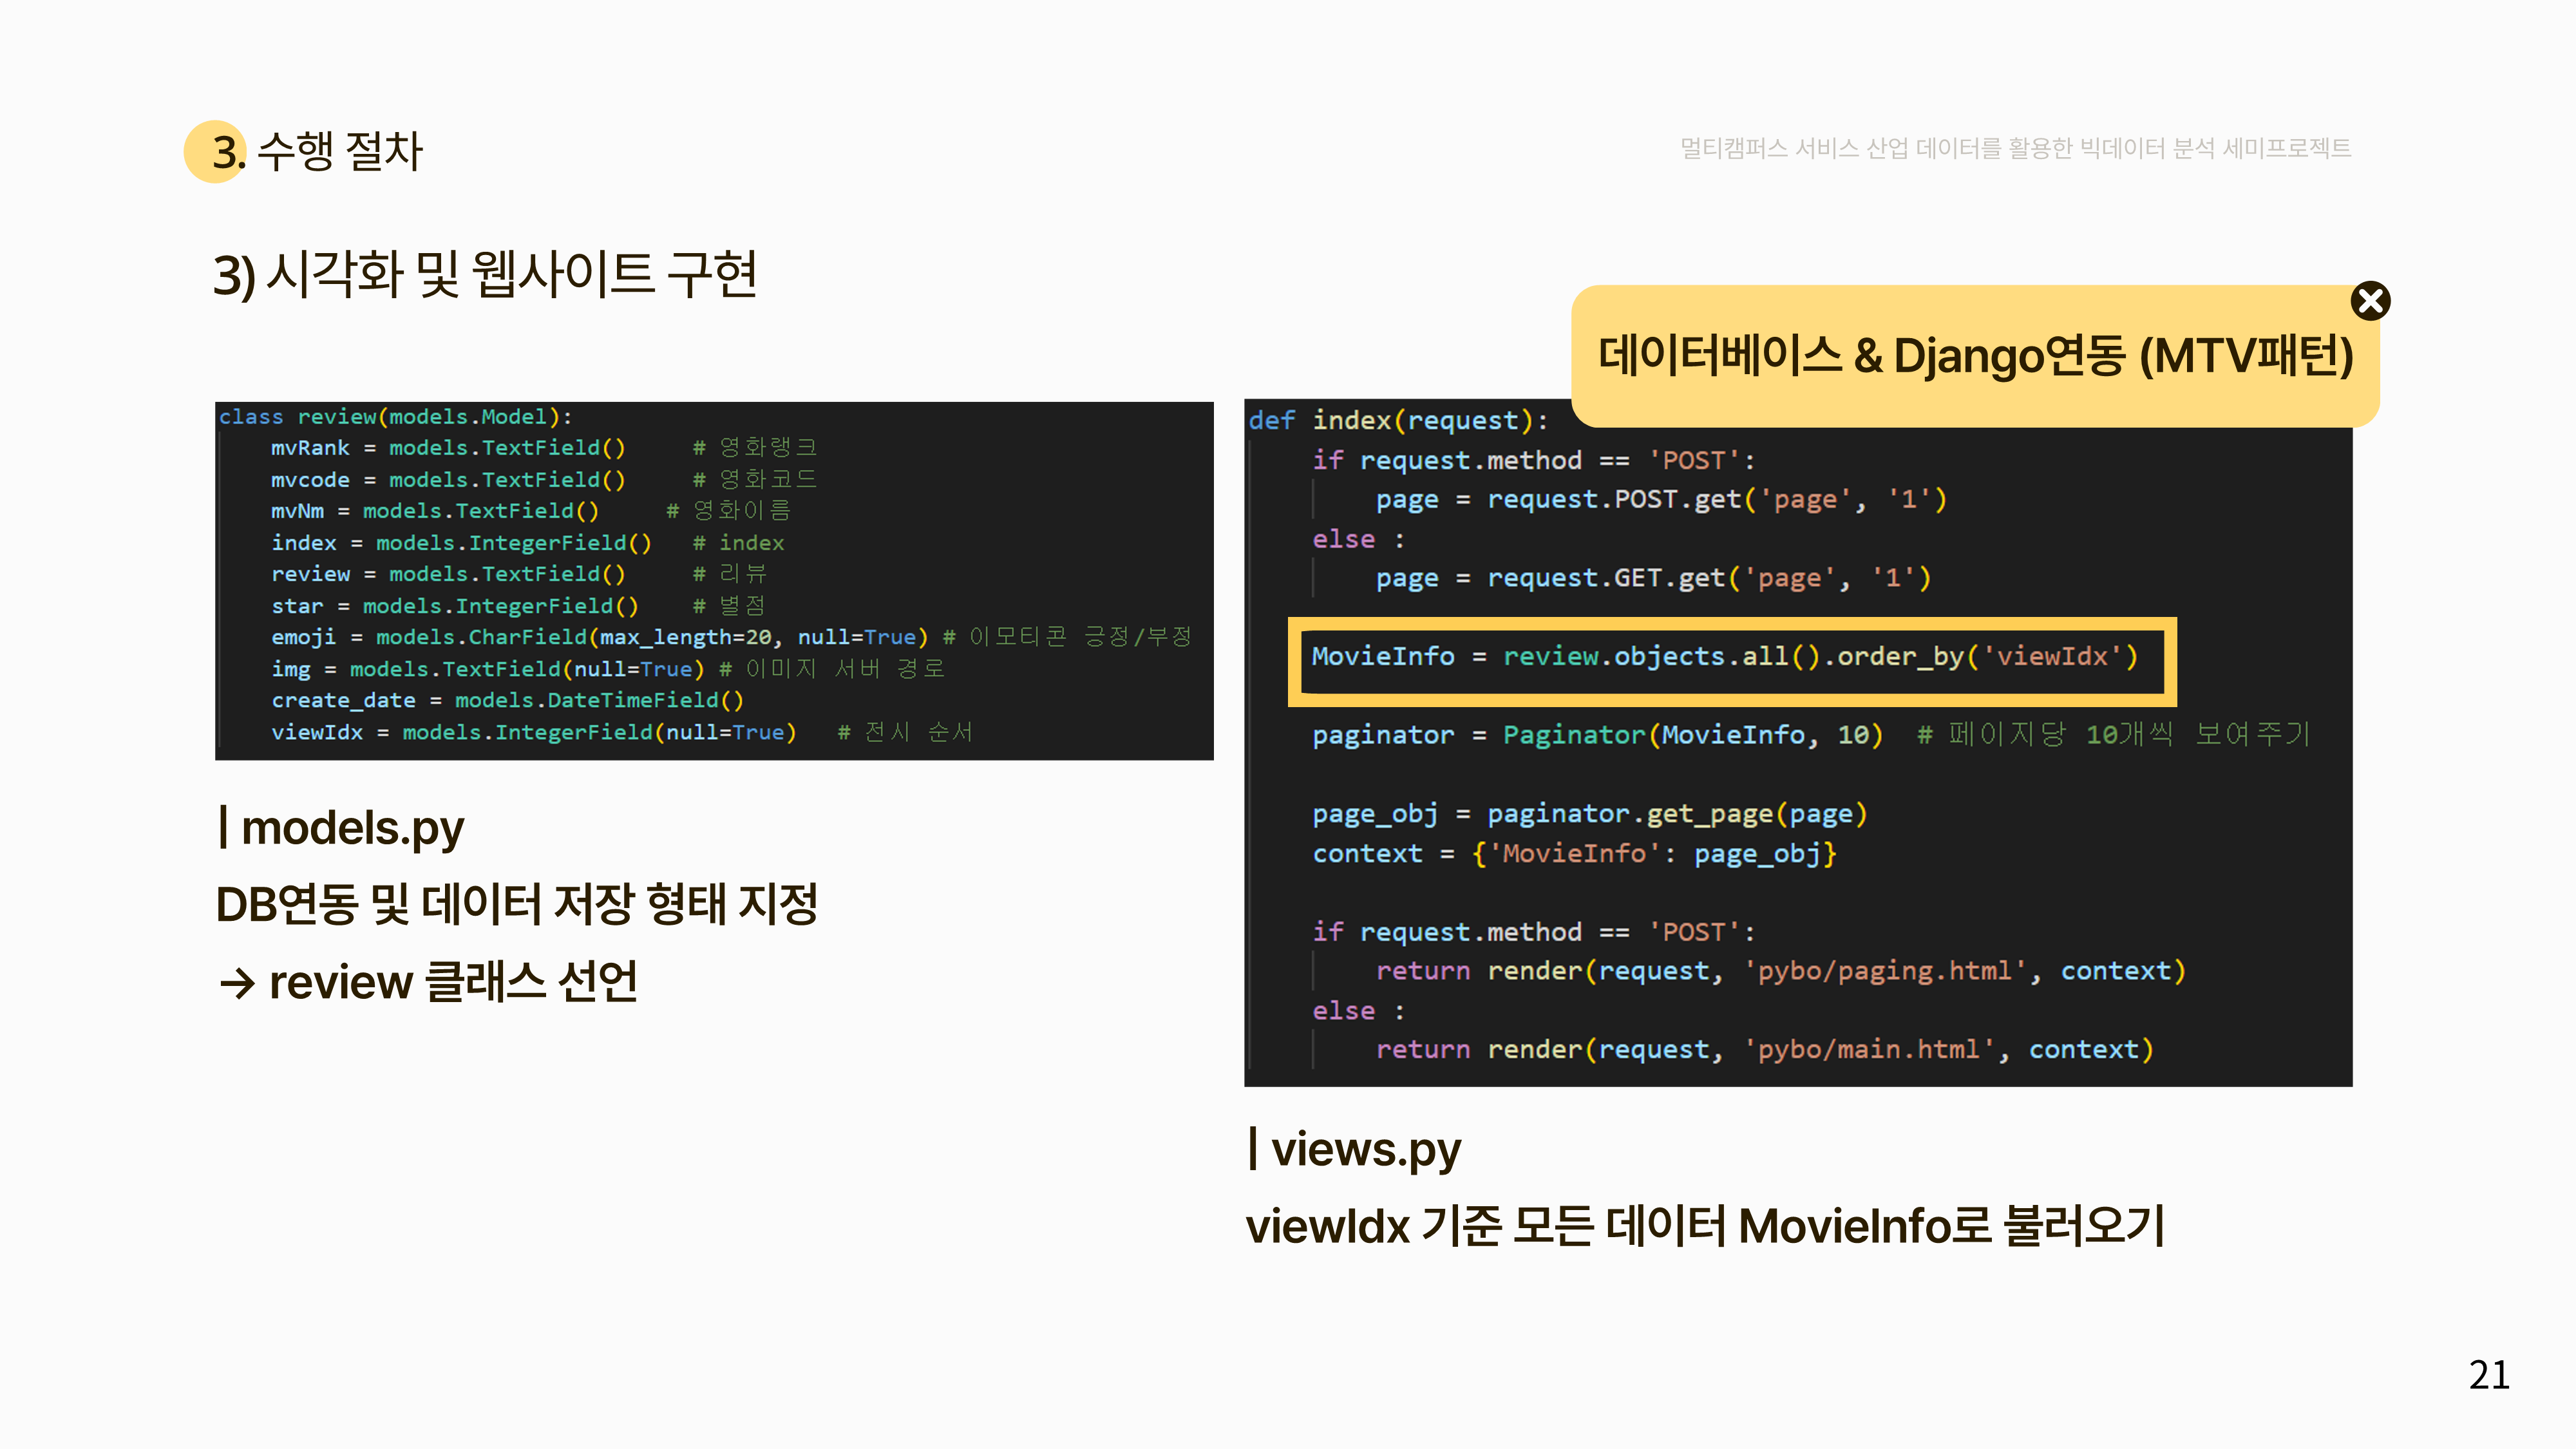 3. 수행 절차
멀티캠퍼스 서비스 산업 데이터를 활용한 빅데이터 분석 세미프로젝트
3) 시각화 및 웹사이트 구현
데이터베이스 & Django연동 (MTV패턴)
class review(models.Model):
    mvRank = models.TextField()     # 영화랭크
    mvcode = models.TextField()     # 영화코드
    mvNm = models.TextField()     # 영화이름
    index = models.IntegerField()   # index
    review = models.TextField()     # 리뷰
    star = models.IntegerField()    # 별점
    emoji = models.CharField(max_length=20, null=True) # 이모티콘 긍정/부정
    img = models.TextField(null=True) # 이미지 서버 경로
    create_date = models.DateTimeField()
    viewIdx = models.IntegerField(null=True)   # 전시 순서
| models.py
DB연동 및 데이터 저장 형태 지정
→ review 클래스 선언
def index(request):
    if request.method == 'POST':
        page = request.POST.get('page', '1')
    else :
        page = request.GET.get('page', '1')
    MovieInfo = review.objects.all().order_by('viewIdx')
    paginator = Paginator(MovieInfo, 10)  # 페이지당 10개씩 보여주기
    page_obj = paginator.get_page(page)
    context = {'MovieInfo': page_obj}
    if request.method == 'POST':
        return render(request, 'pybo/paging.html', context)
    else :
        return render(request, 'pybo/main.html', context)
| views.py
viewIdx 기준 모든 데이터 MovieInfo로 불러오기
21